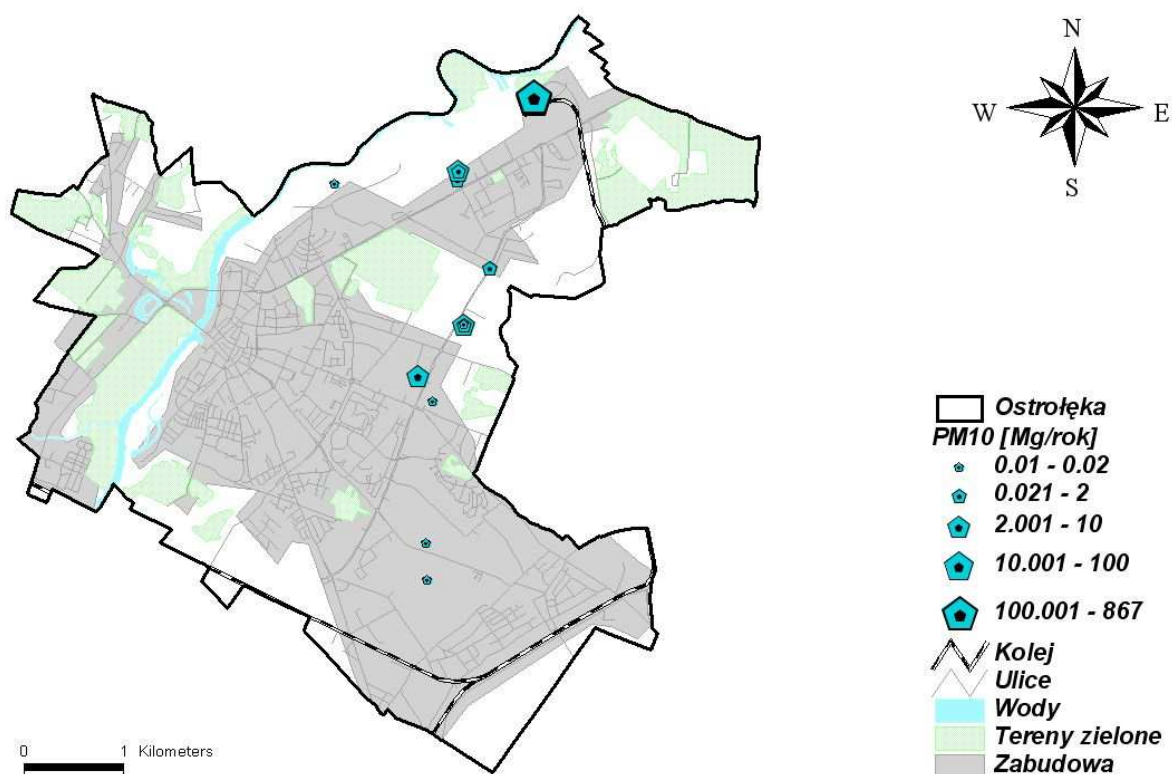 N
W E
S
Ostrołęka
PM10 [Mg/rok]
0.01 - 0.02
0.021 - 2
2.001 - 10
10.001 - 100
100.001 - 867
Kolej
Ulice
Wody
Tereny zielone
Zabudowa
0 1 Kilometers